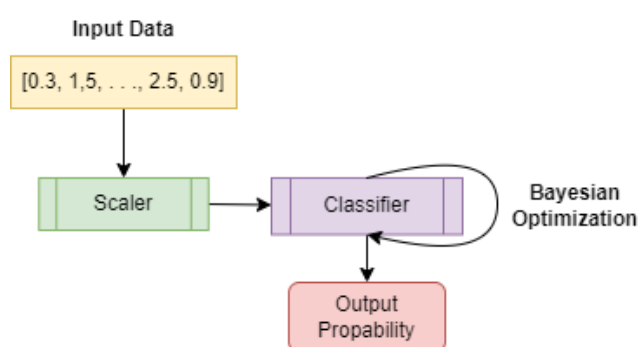 Input Data
[0.3, 1,5, . . ., 2.5, 0.9]
Scaler
Classifier
Bayesian
Optimization
Output
Propability